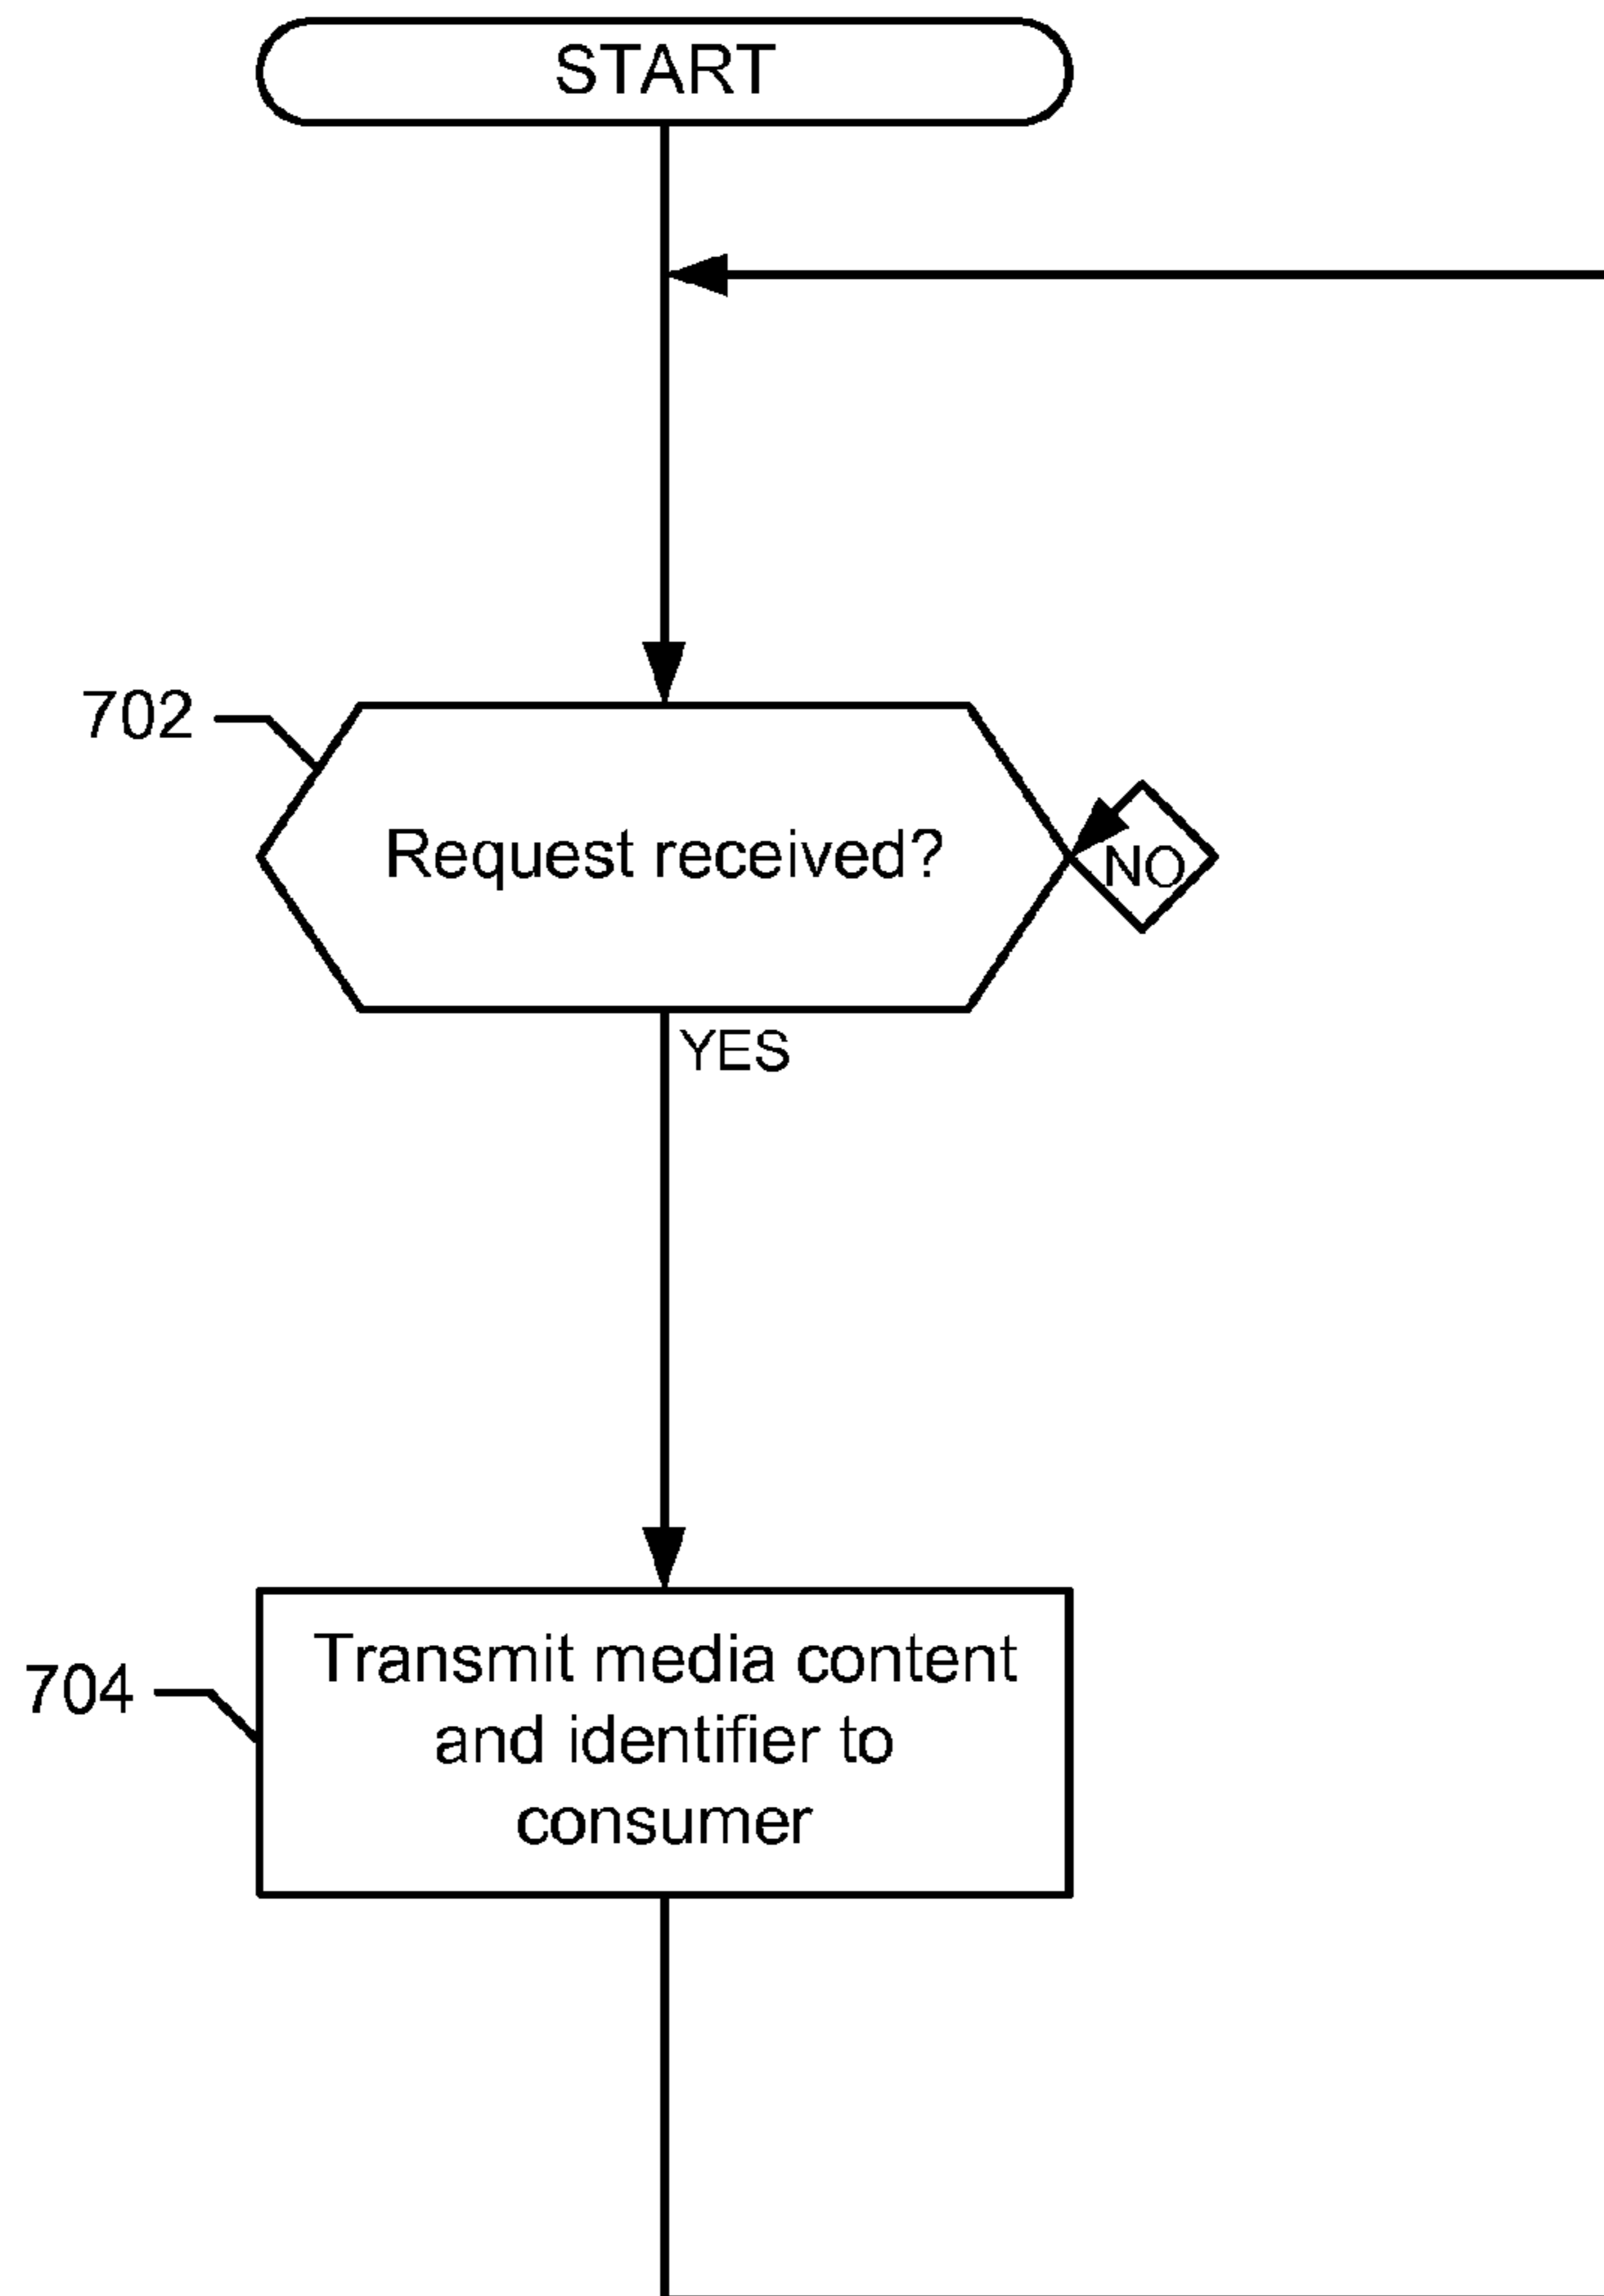 START
702
Request received?
NO
YES
704
Transmit media content
and identifier to
consumer